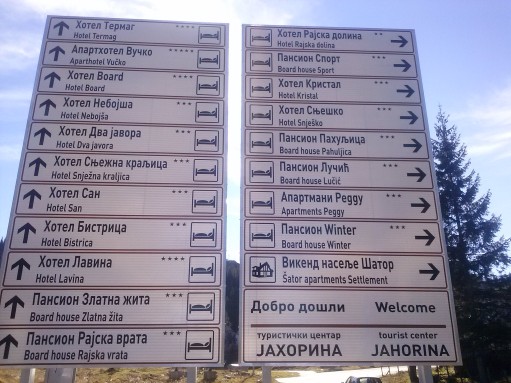 Хотел Термаг ****
Hotel Termag
Апартхотел Вучко ****
Aparthotel Vučko
Хотел Board ***
Hotel Board
Хотел Небојша ***
Hotel Nebojša
Хотел Два јавора ***
Hotel Dva javora
Хотел Сњежна краљица ***
Hotel Snježna kraljica
Хотел Сан ***
Hotel San
Хотел Бистрица ***
Hotel Bistrica
Хотел Лавина ***
Hotel Lavina
Пансион Златна жита ***
Board house Zlatna žita
Пансион Рајска врата ***
Board house Rajska vrata
Хотел Рајска долина **
Hotel Rajska dolina
Пансион Спорт **
Board house Sport
Хотел Кристал ***
Hotel Kristal
Хотел Сњешко ***
Hotel Snješko
Пансион Пахуљица **
Board house Pahuljica
Пансион Лучић ***
Board house Lučić
Апартмани Peggy ***
Apartments Peggy
Пансион Winter ***
Board house Winter
Викенд насеље Шатор
Šator apartments Settlement
Добро дошли Welcome
туристички центар tourist center
ЈАХОРИНА JAHORINA